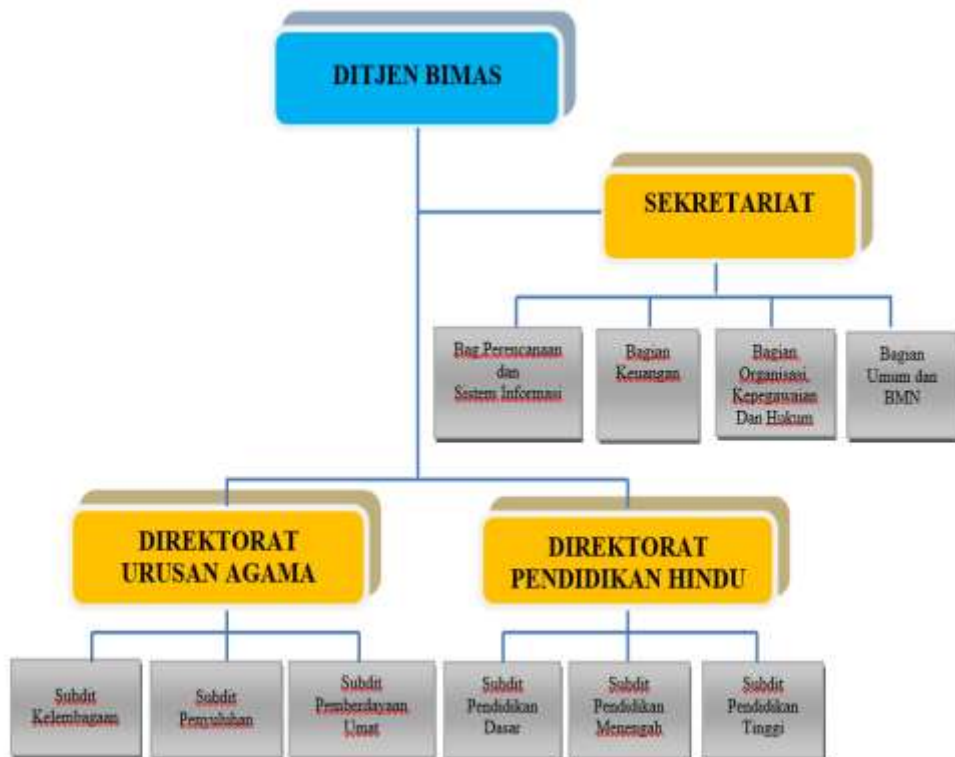 DITJEN BIMAS
SEKRETARIAT
Bag.Perencanaan
dan
Sistem Informasi
Bagian
Keuangan
Bagian
Organisasi,
Kepegawaian
Dan Hukum
Bagian
Umum dan
BMN
DIREKTORAT
URUSAN AGAMA
DIREKTORAT
PENDIDIKAN HINDU
Subdit
Kelembagaan
Subdit
Penyuluhan
Subdit
Pemberdayaan
Umat
Subdit
Pendidikan
Dasar
Subdit
Pendidikan
Menengah
Subdit
Pendidikan
Tinggi